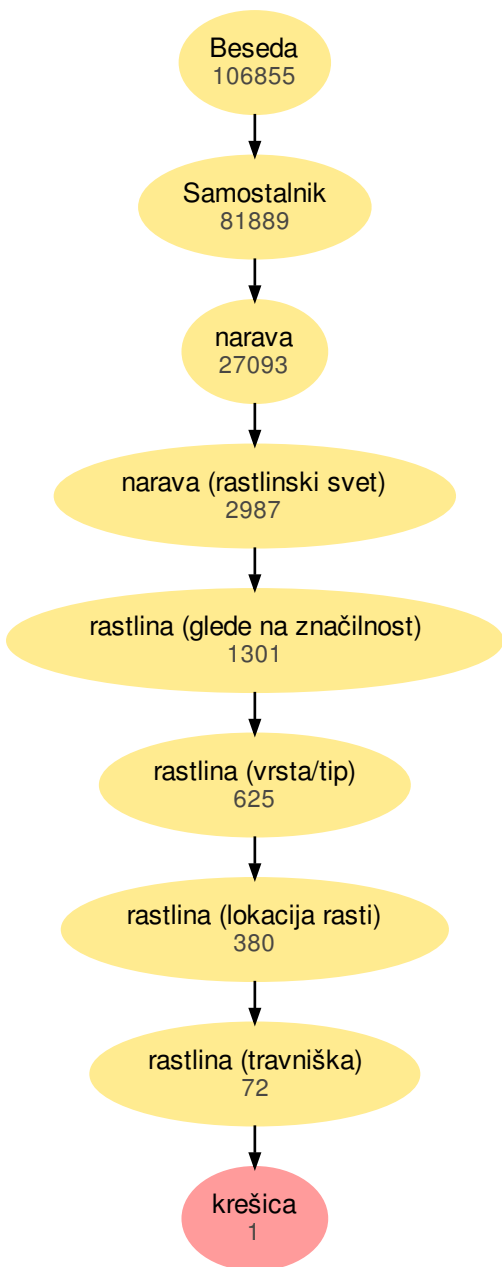 Beseda
106855
Samostalnik
81889
narava
27093
narava (rastlinski svet)
2987
rastlina (glede na značilnost)
1301
rastlina (vrsta/tip)
625
rastlina (lokacija rasti)
380
rastlina (travniška)
72
krešica
1